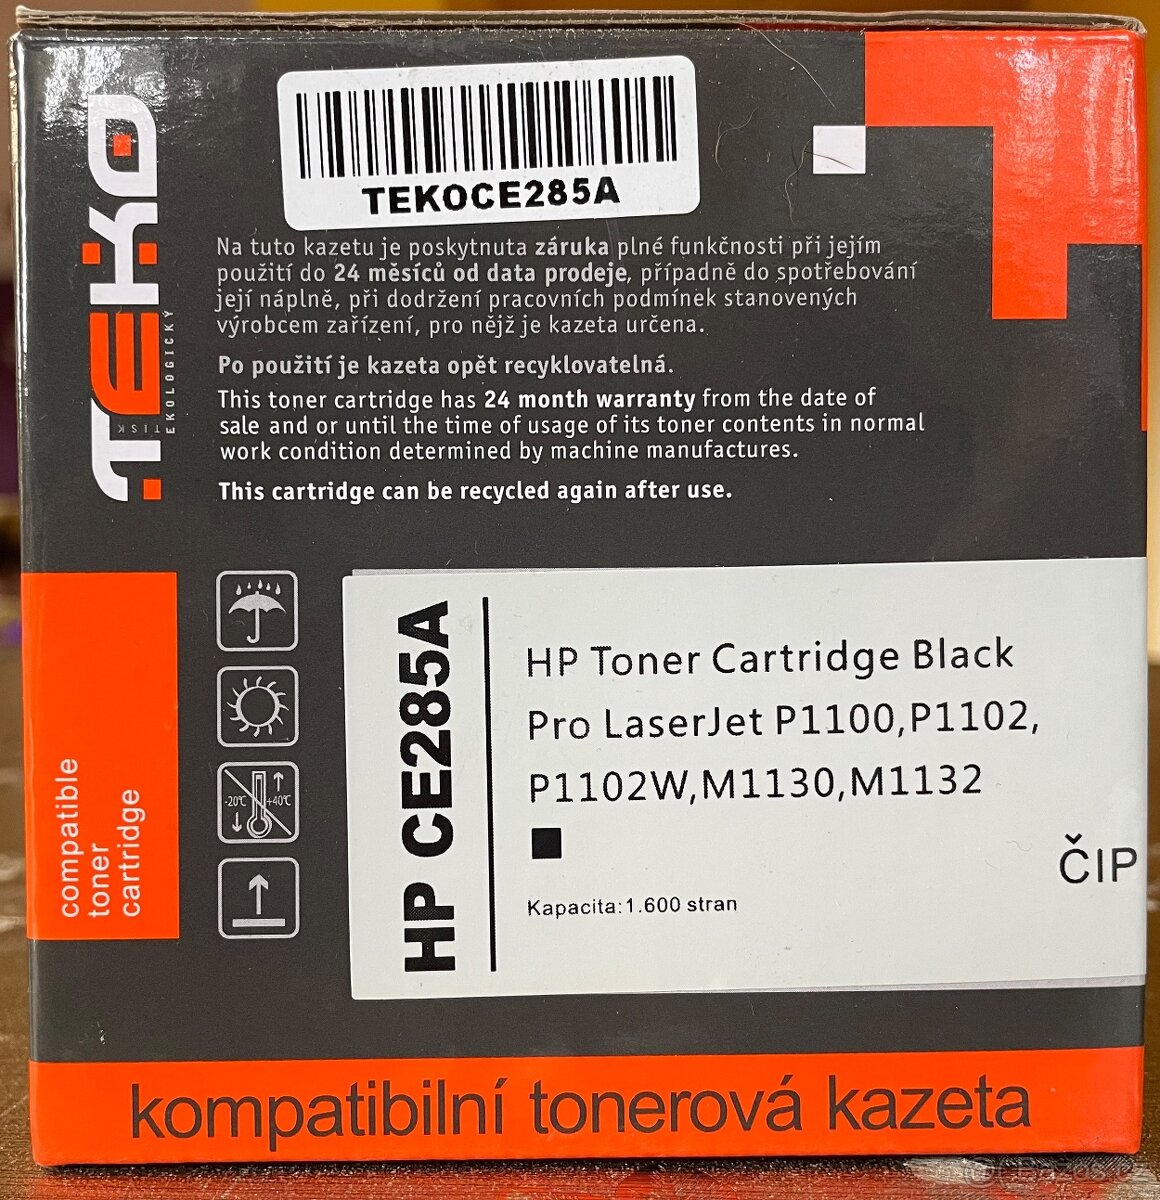 TEKO
EKOLOGICKÝ
TISK
TEKOCE285A
Na tuto kazetu je poskytnuta záruka plné funkčnosti při jejím
použití do 24 měsíců od data prodeje, případně do spotřebování
její náplně, při dodržení pracovních podmínek stanovených
výrobcem zařízení, pro nějž je kazeta určena.
Po použití je kazeta opět recyklovatelná.
This toner cartridge has 24 month warranty from the date of
sale and or until the time of usage of its toner contents in normal
work condition determined by machine manufactures.
This cartridge can be recycled again after use.
compatible
toner
cartridge
-20°C +40°C
HP CE285A
HP Toner Cartridge Black
Pro LaserJet P1100,P1102,
P1102W,M1130,M1132
ČIP
Kapacita:1.600 stran
kompatibilní tonerová kazeta